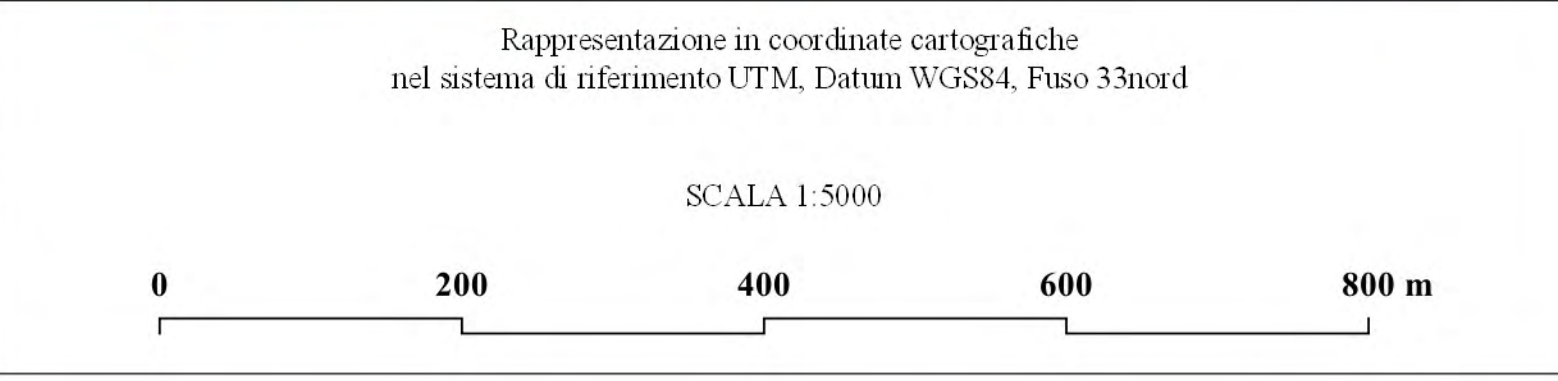 Rappresentazione in coordinate cartografiche
nel sistema di riferimento UTM, Datum WGS84, Fuso 33nord
SCALA 1:5000
0 200 400 600 800 m